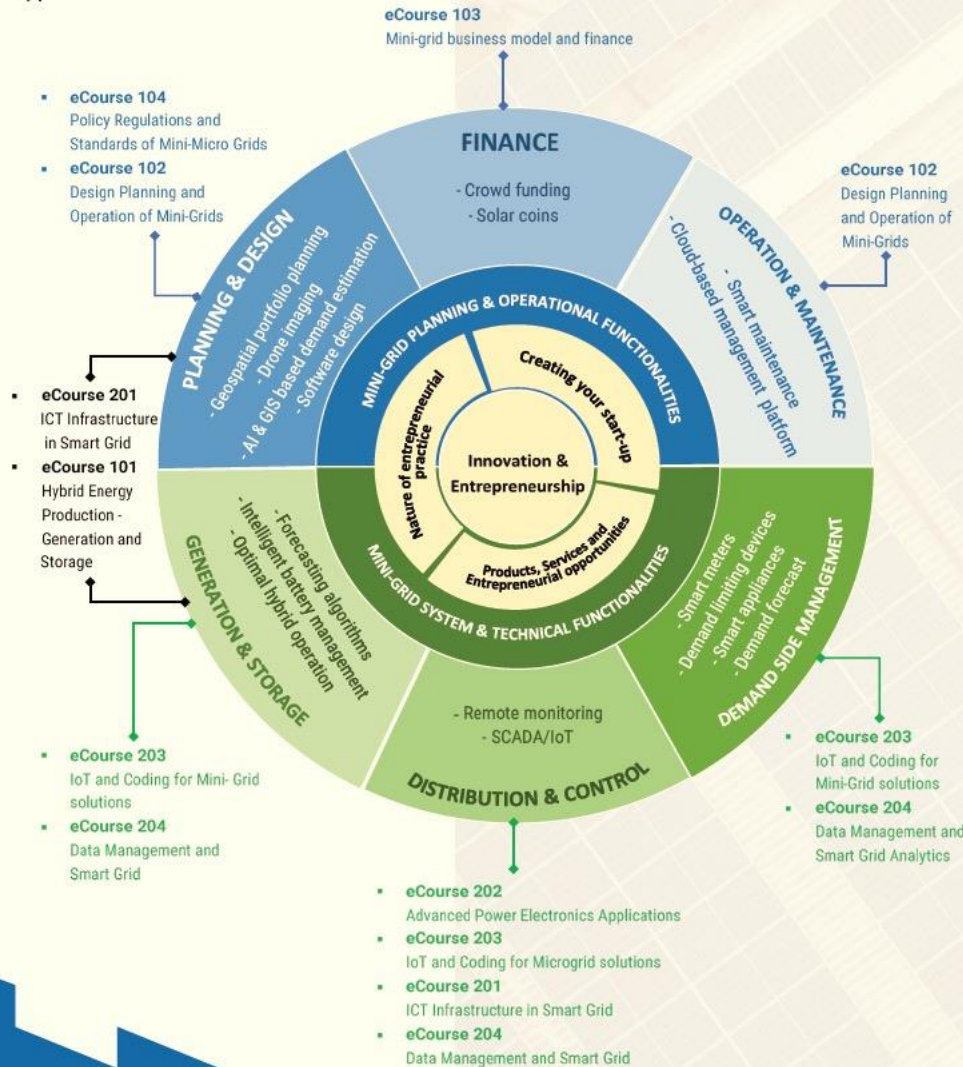 eCourse 103
Mini-grid business model and finance
eCourse 104
Policy Regulations and
Standards of Mini-Micro Grids
eCourse 102
Design Planning and
Operation of Mini-Grids
eCourse 102
Design Planning
and Operation of
Mini-Grids
FINANCE
- Crowd funding
- Solar coins
PLANNING & DESIGN
- Geospatial portfolio planning
- Drone imaging
- AI & GIS based demand estimation
- Software design
OPERATION & MAINTENANCE
- Smart maintenance
- Cloud-based management platform
MINI-GRID PLANNING & OPERATIONAL FUNCTIONALITIES
Nature of entrepreneurial
practice
Creating your start-up
Innovation &
Entrepreneurship
Products, Services and
Entrepreneurial opportunities
MINI-GRID SYSTEM & TECHNICAL FUNCTIONALITIES
eCourse 201
ICT Infrastructure
in Smart Grid
eCourse 101
Hybrid Energy
Production -
Generation and
Storage
GENERATION & STORAGE
- Forecasting algorithms
- Intelligent battery management
- Optimal hybrid operation
DEMAND SIDE MANAGEMENT
- Smart meters
- Demand limiting devices
- Smart appliances
- Demand forecast
- Remote monitoring
- SCADA/IoT
DISTRIBUTION & CONTROL
eCourse 203
IoT and Coding for Mini- Grid
solutions
eCourse 204
Data Management and
Smart Grid
eCourse 203
IoT and Coding for
Mini-Grid solutions
eCourse 204
Data Management and
Smart Grid Analytics
eCourse 202
Advanced Power Electronics Applications
eCourse 203
IoT and Coding for Microgrid solutions
eCourse 201
ICT Infrastructure in Smart Grid
eCourse 204
Data Management and Smart Grid